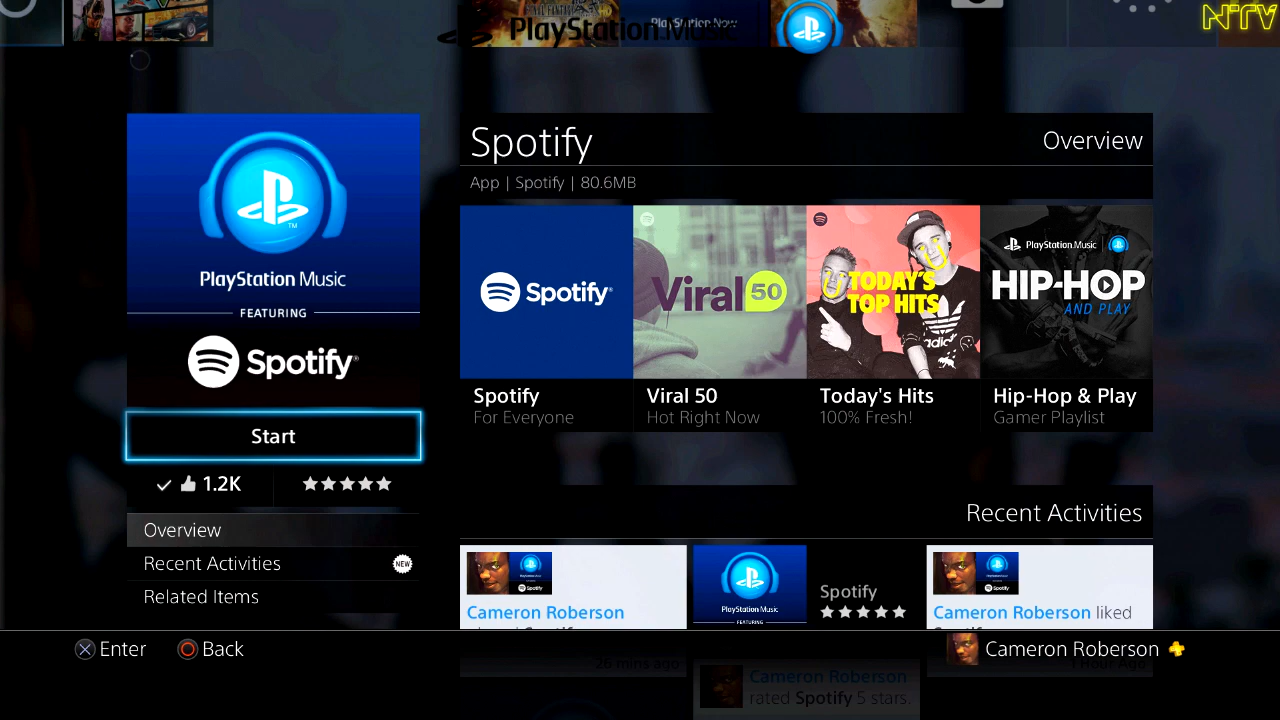 NTV
PlayStation Now
PlayStation Music
PlayStation Music
FEATURING
Spotify
Start
1.2K
Overview
Recent Activities
NEW
Related Items
Spotify
Overview
App | Spotify | 80.6MB
Spotify
Viral 50
TODAY'S
TOP HITS
adidas
PlayStation Music
HIP-HOP
AND PLAY
Spotify
For Everyone
Viral 50
Hot Right Now
Today's Hits
100% Fresh!
Hip-Hop & Play
Gamer Playlist
Recent Activities
Cameron Roberson
Spotify
26 mins ago
PlayStation Music
FEATURING
Spotify
Cameron Roberson
rated Spotify 5 stars.
Spotify
Cameron Roberson liked
1 Hour Ago
Enter
Back
Cameron Roberson